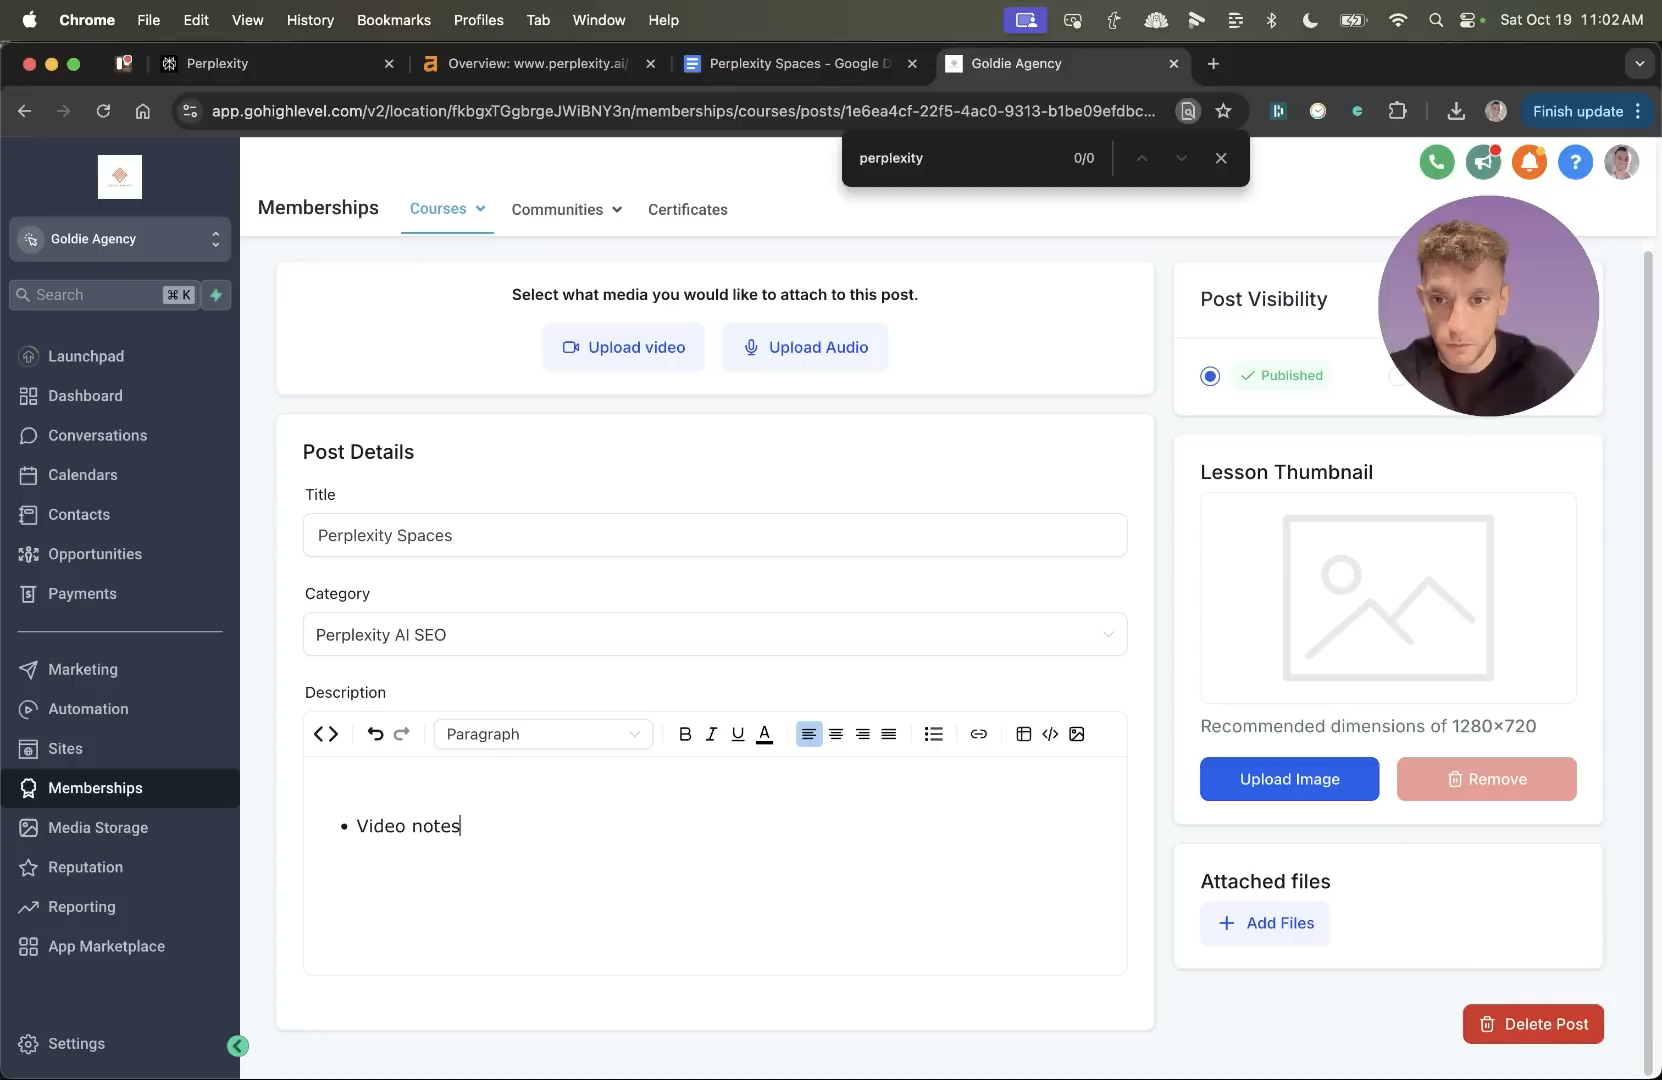 Chrome File Edit View History Bookmarks Profiles Tab Window Help Sat Oct 19 11:02 AM
Perplexity
Overview: www.perplexity.ai/
Perplexity Spaces - Google D
Goldie Agency
app.gohighlevel.com/v2/location/fkbgxTGgbrgeJWiBNY3n/memberships/courses/posts/1e6ea4cf-22f5-4ac0-9313-b1be09efdbc...
Finish update
perplexity 0/0
Goldie Agency
Search ⌘ K
Launchpad
Dashboard
Conversations
Calendars
Contacts
Opportunities
Payments
Marketing
Automation
Sites
Memberships
Media Storage
Reputation
Reporting
App Marketplace
Settings
Memberships Courses Communities Certificates
Select what media you would like to attach to this post.
Upload video Upload Audio
Post Details
Title
Perplexity Spaces
Category
Perplexity AI SEO
Description
Paragraph B I U A
• Video notes
Post Visibility
Published
Lesson Thumbnail
Recommended dimensions of 1280×720
Upload Image Remove
Attached files
+ Add Files
Delete Post